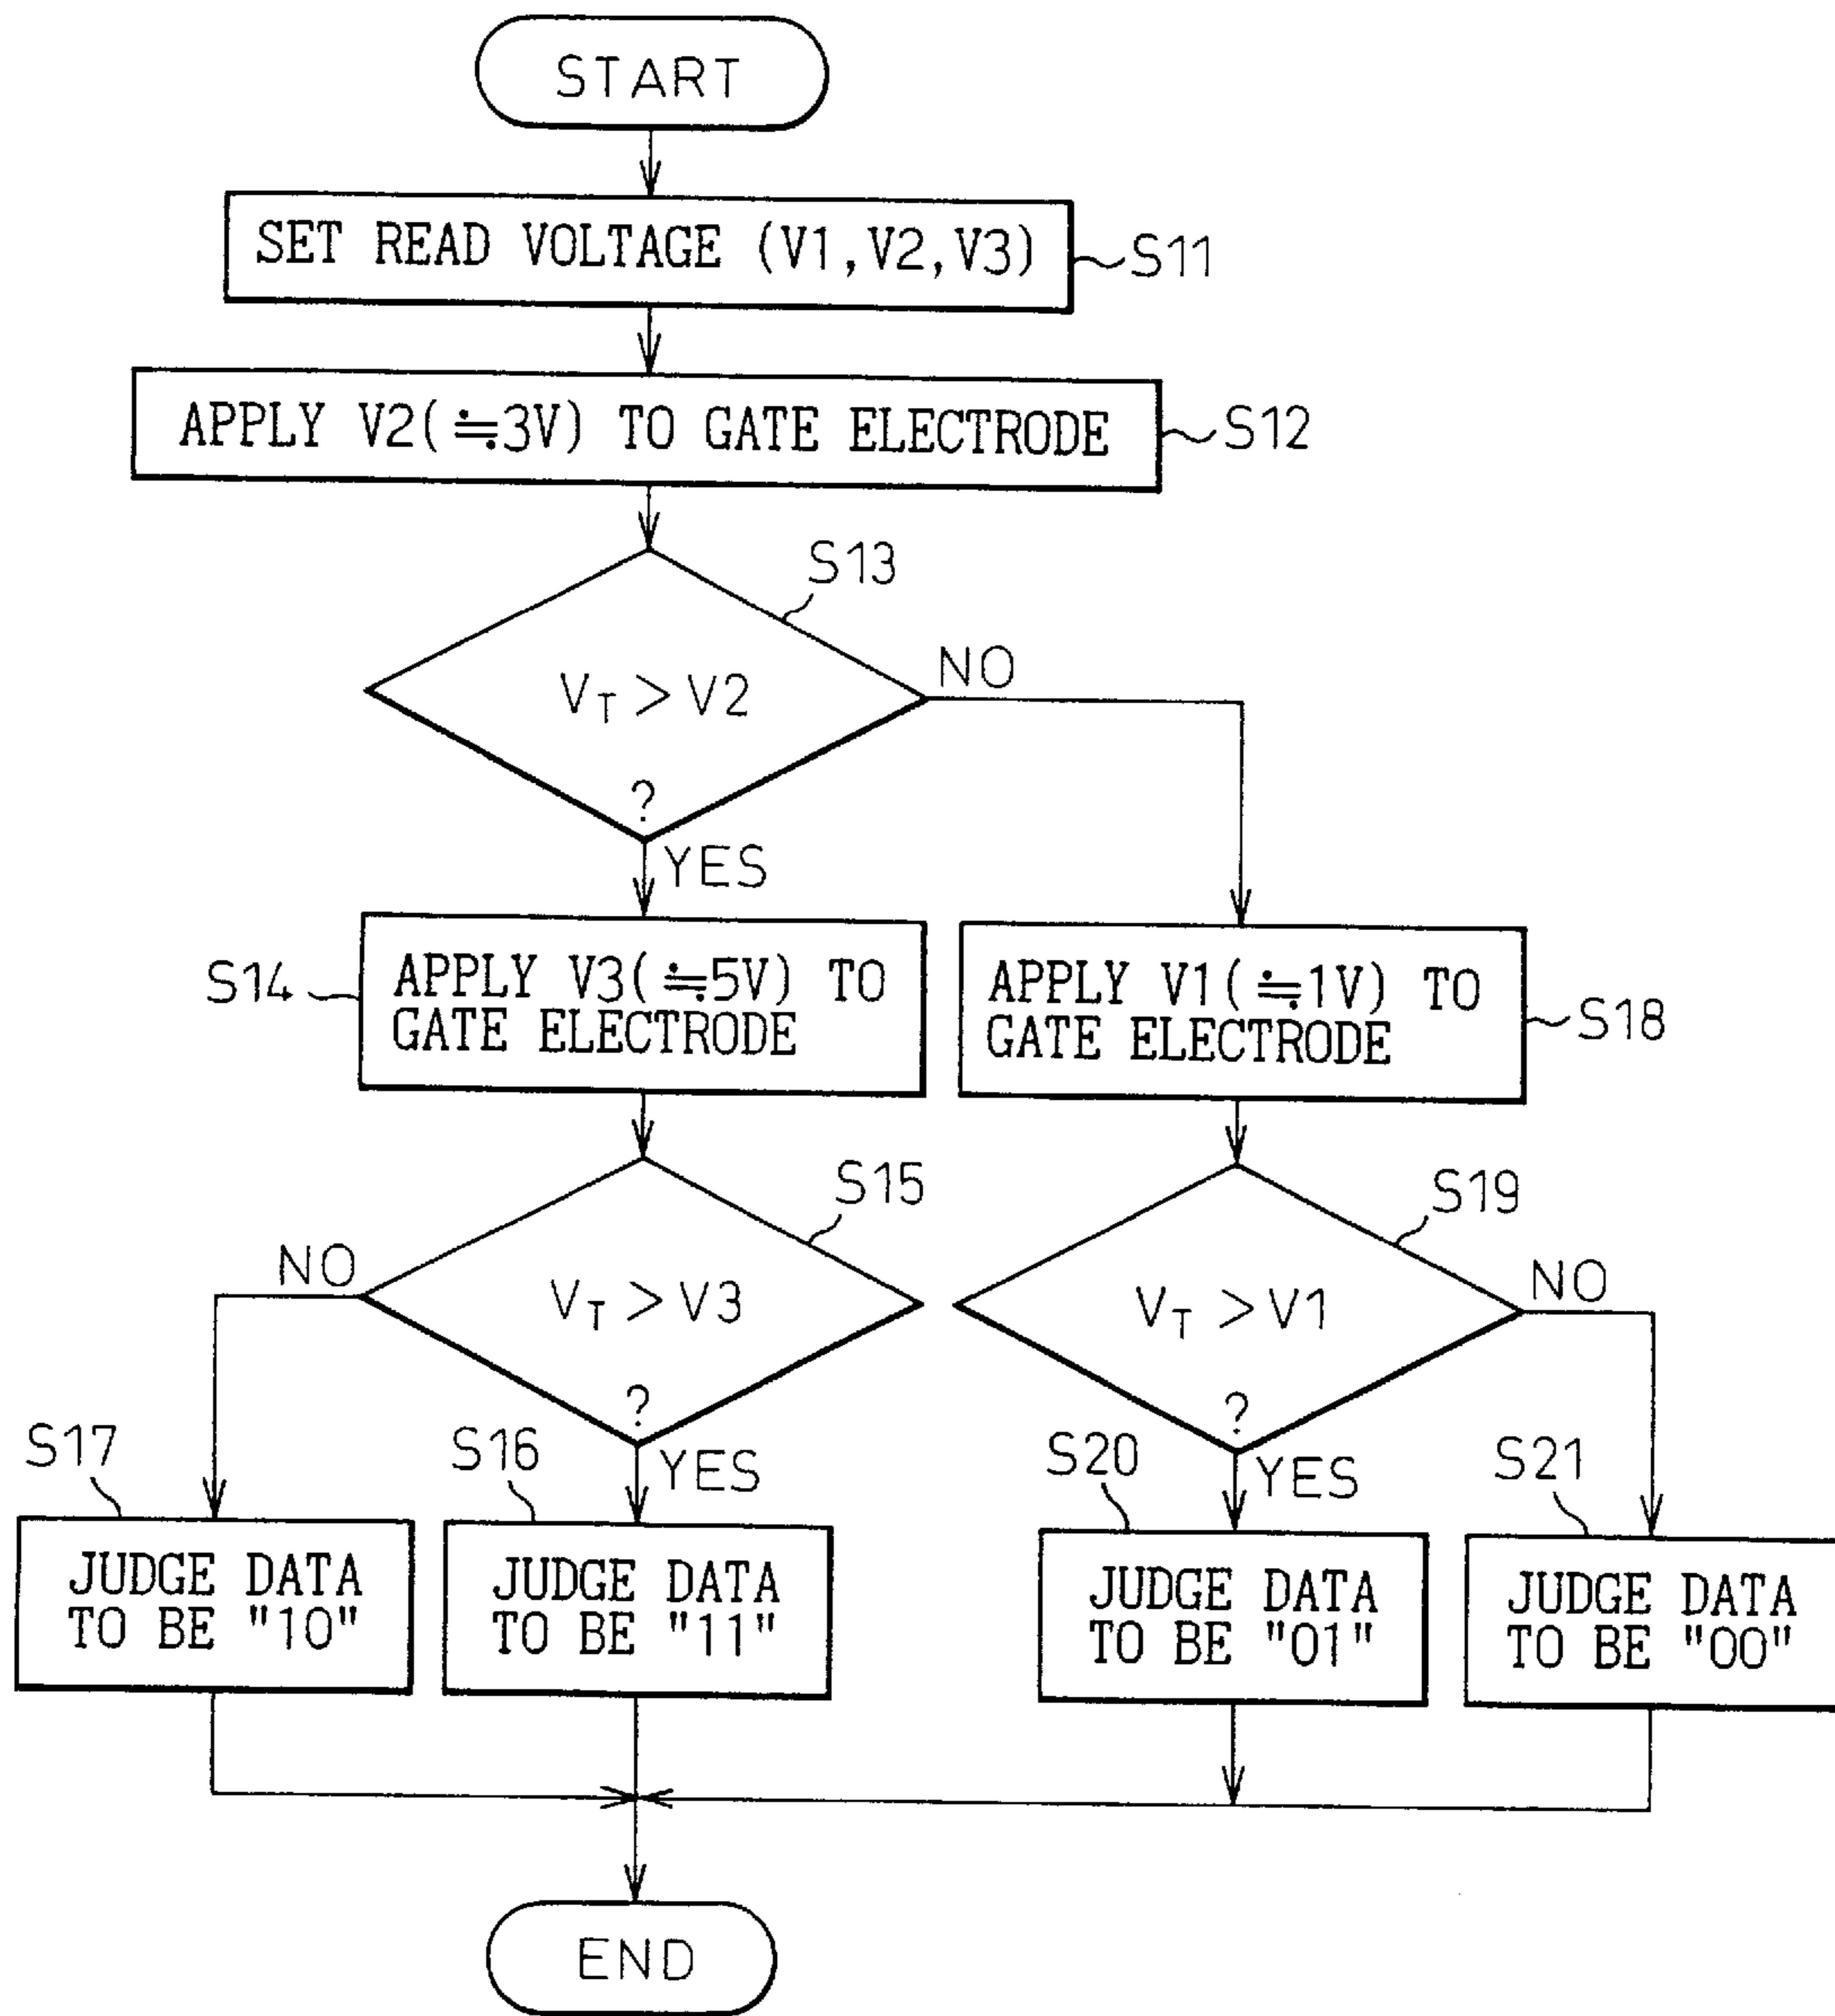 START
SET READ VOLTAGE (V1,V2,V3)
S11
APPLY V2(≒3V) TO GATE ELECTRODE
S12
S13
VT > V2
?
NO
YES
S14
APPLY V3(≒5V) TO
GATE ELECTRODE
APPLY V1(≒1V) TO
GATE ELECTRODE
S18
S15
VT > V3
?
NO
YES
S19
VT > V1
?
NO
YES
S17
JUDGE DATA
TO BE "10"
S16
JUDGE DATA
TO BE "11"
S20
JUDGE DATA
TO BE "01"
S21
JUDGE DATA
TO BE "00"
END